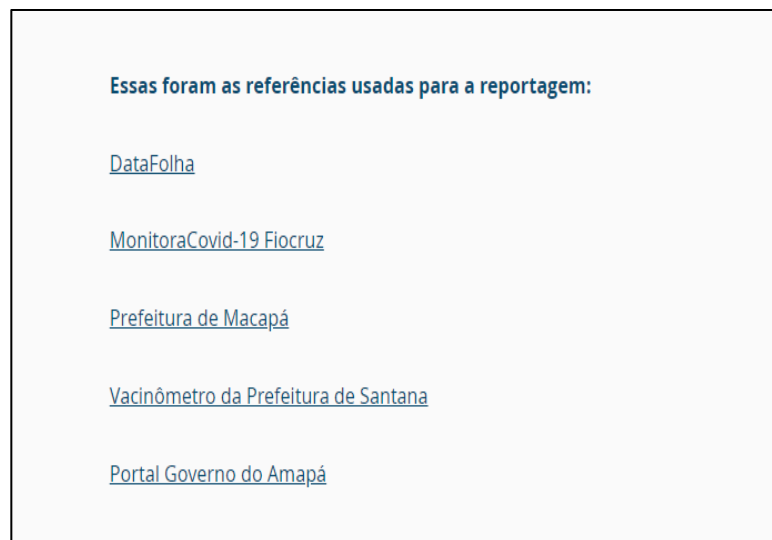 Essas foram as referências usadas para a reportagem:
DataFolha
MonitoraCovid-19 Fiocruz
Prefeitura de Macapá
Vacinômetro da Prefeitura de Santana
Portal Governo do Amapá